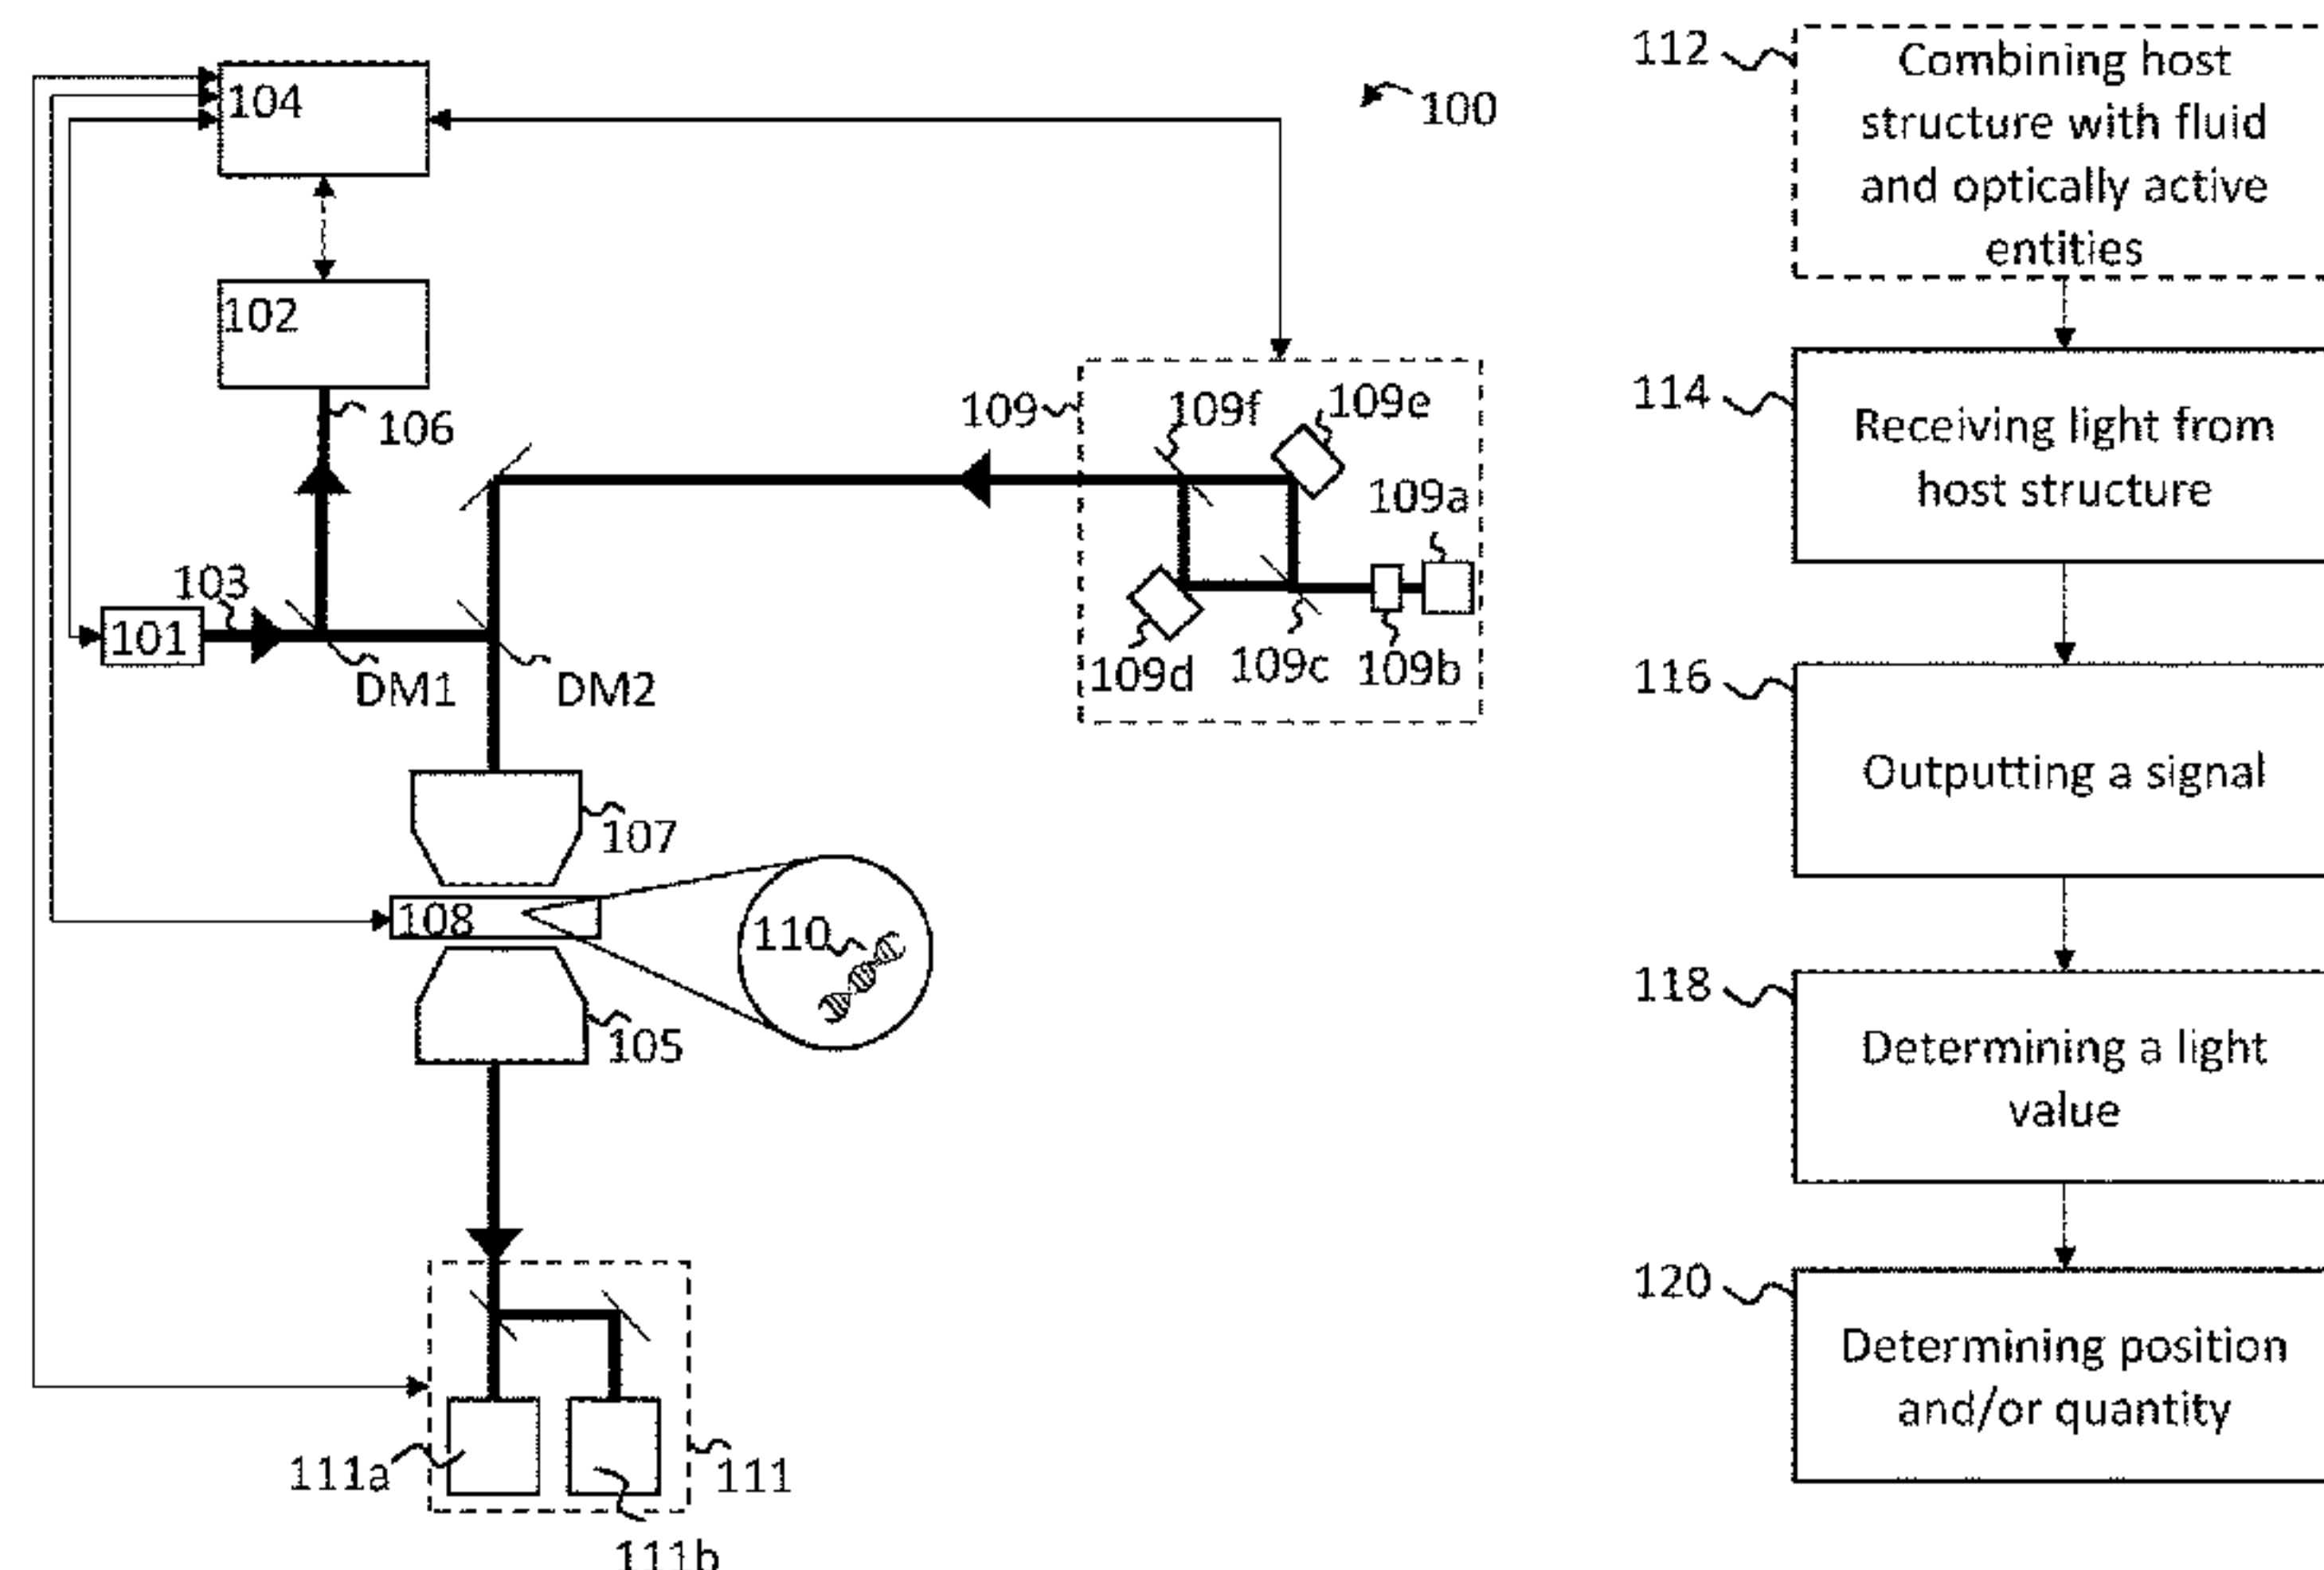 104
100
102
106
109
109f
109e
109a
103
101
DM1
DM2
109d
109c
109b
107
108
110
105
111a
111
111b
112
Combining host
structure with fluid
and optically active
entities
114
Receiving light from
host structure
116
Outputting a signal
118
Determining a light
value
120
Determining position
and/or quantity